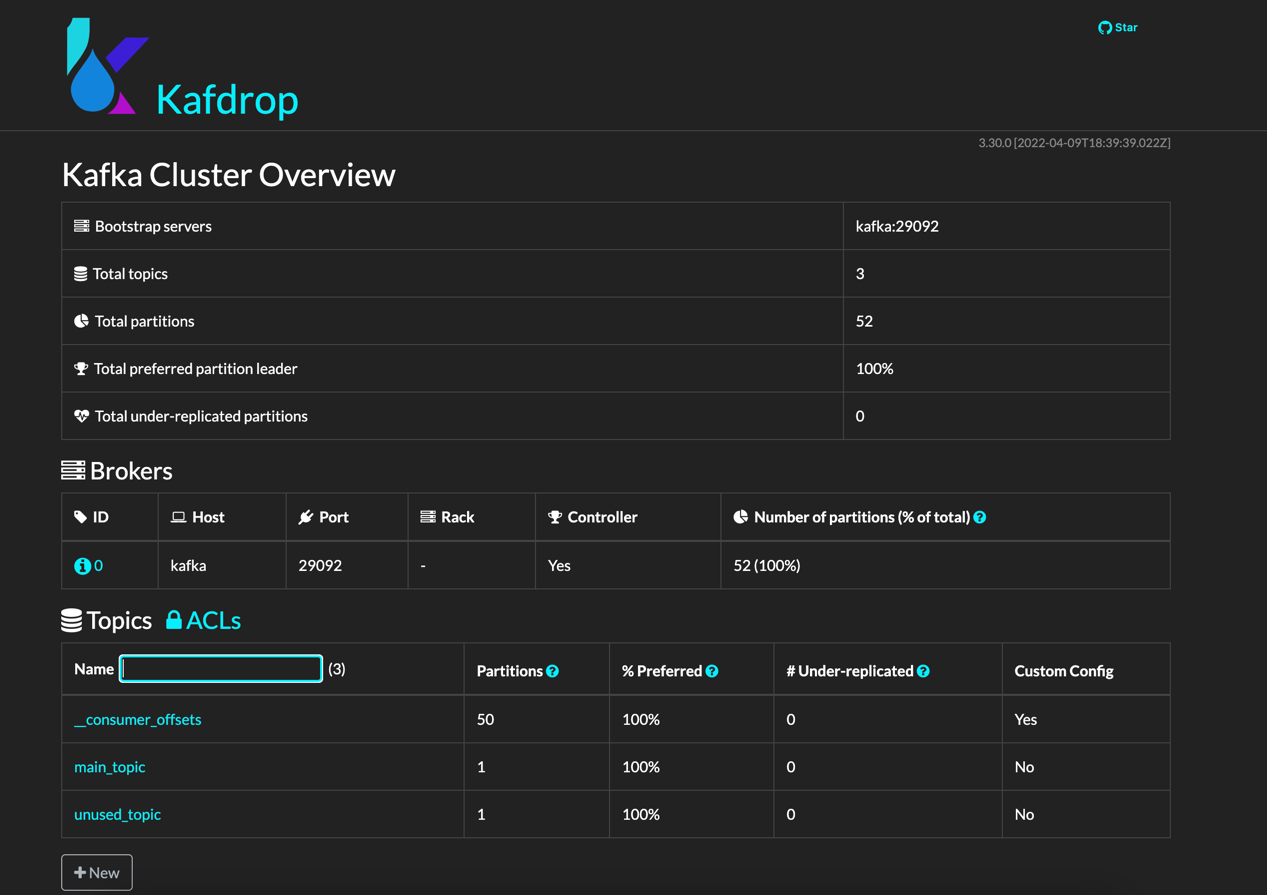 Star
Kafdrop
3.30.0 [2022-04-09T18:39:39.022Z]
Kafka Cluster Overview
Bootstrap servers kafka:29092
Total topics 3
Total partitions 52
Total preferred partition leader 100%
Total under-replicated partitions 0
Brokers
ID Host Port Rack Controller Number of partitions (% of total) ?
0 kafka 29092 - Yes 52 (100%)
Topics ACLs
Name (3) Partitions ? % Preferred ? # Under-replicated ? Custom Config
__consumer_offsets 50 100% 0 Yes
main_topic 1 100% 0 No
unused_topic 1 100% 0 No
+ New